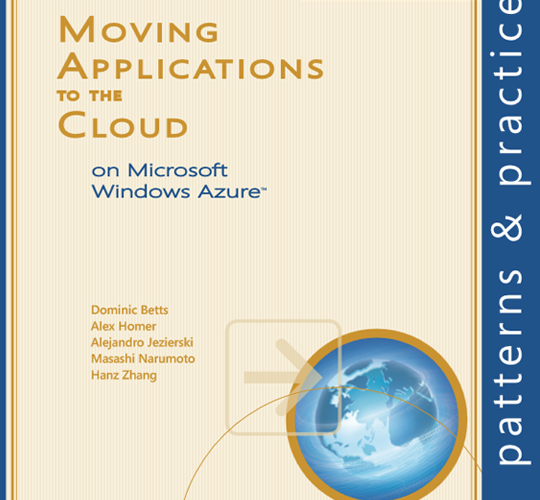 MOVING
APPLICATIONS
TO THE
CLOUD
on Microsoft
Windows Azure™
Dominic Betts
Alex Homer
Alejandro Jezierski
Masashi Narumoto
Hanz Zhang
patterns & practice